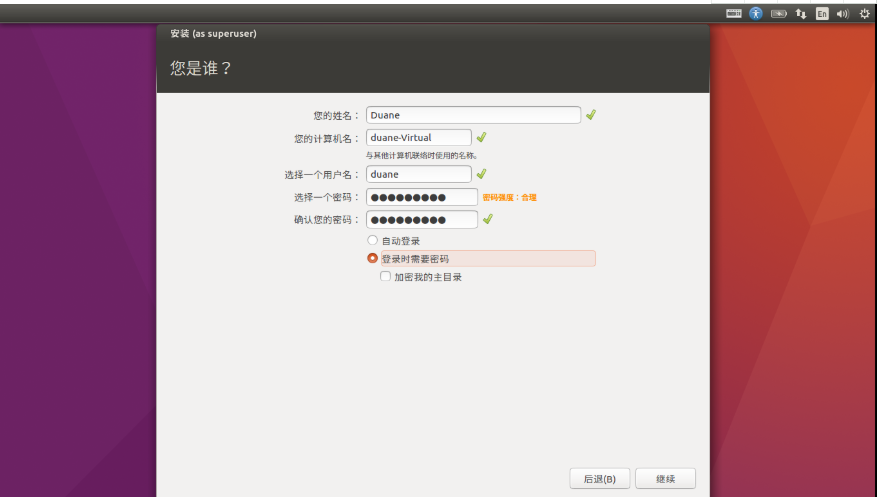 En
安装 (as superuser)
您是谁？
您的姓名： Duane
您的计算机名： duane-Virtual
与其他计算机联络时使用的名称。
选择一个用户名： duane
选择一个密码： ●●●●●●●●● 密码强度：合理
确认您的密码： ●●●●●●●●●
自动登录
登录时需要密码
加密我的主目录
后退(B) 继续